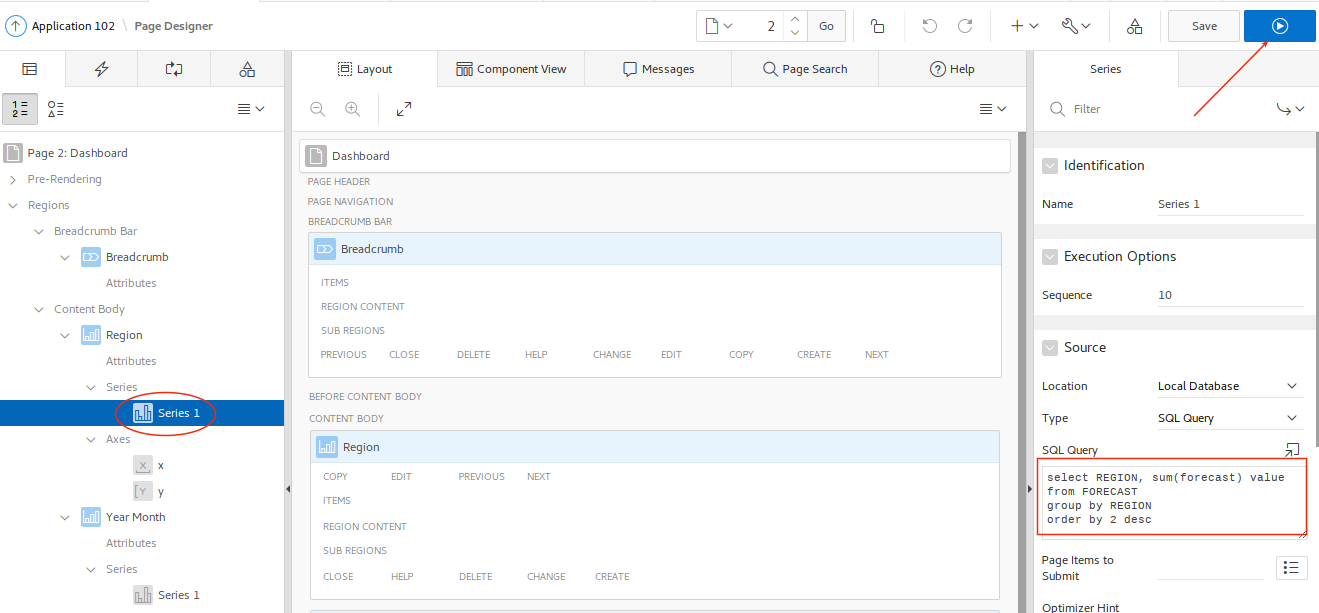 Application 102 \ Page Designer
2
Go
Save
Layout
Component View
Messages
Page Search
Help
Series
Filter
Page 2: Dashboard
Pre-Rendering
Regions
Breadcrumb Bar
Breadcrumb
Attributes
Content Body
Region
Attributes
Series
Series 1
Axes
x
y
Year Month
Attributes
Series
Series 1
Dashboard
PAGE HEADER
PAGE NAVIGATION
BREADCRUMB BAR
Breadcrumb
ITEMS
REGION CONTENT
SUB REGIONS
PREVIOUS CLOSE DELETE HELP CHANGE EDIT COPY CREATE NEXT
BEFORE CONTENT BODY
CONTENT BODY
Region
COPY EDIT PREVIOUS NEXT
ITEMS
REGION CONTENT
SUB REGIONS
CLOSE HELP DELETE CHANGE CREATE
Identification
Name Series 1
Execution Options
Sequence 10
Source
Location Local Database
Type SQL Query
SQL Query
select REGION, sum(forecast) value
from FORECAST
group by REGION
order by 2 desc
Page Items to
Submit
Optimizer Hint